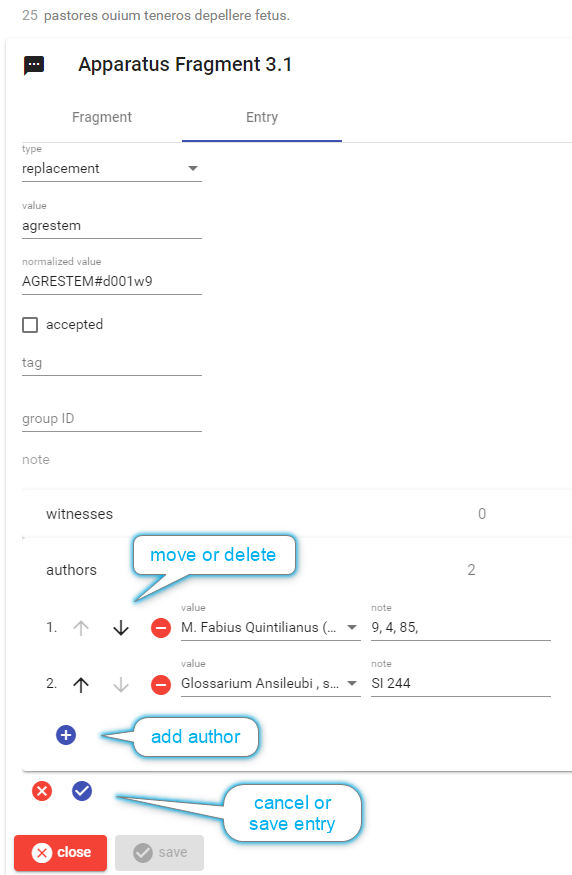 25 pastores ouium teneros depellere fetus.
Apparatus Fragment 3.1
Fragment Entry
type
replacement
value
agrestem
normalized value
AGRESTEM#d001w9
accepted
tag
group ID
note
witnesses 0
move or delete
authors 2
value note
1. M. Fabius Quintilianus (... 9, 4, 85,
value note
2. Glossarium Ansileubi , s... SI 244
add author
cancel or
save entry
close save